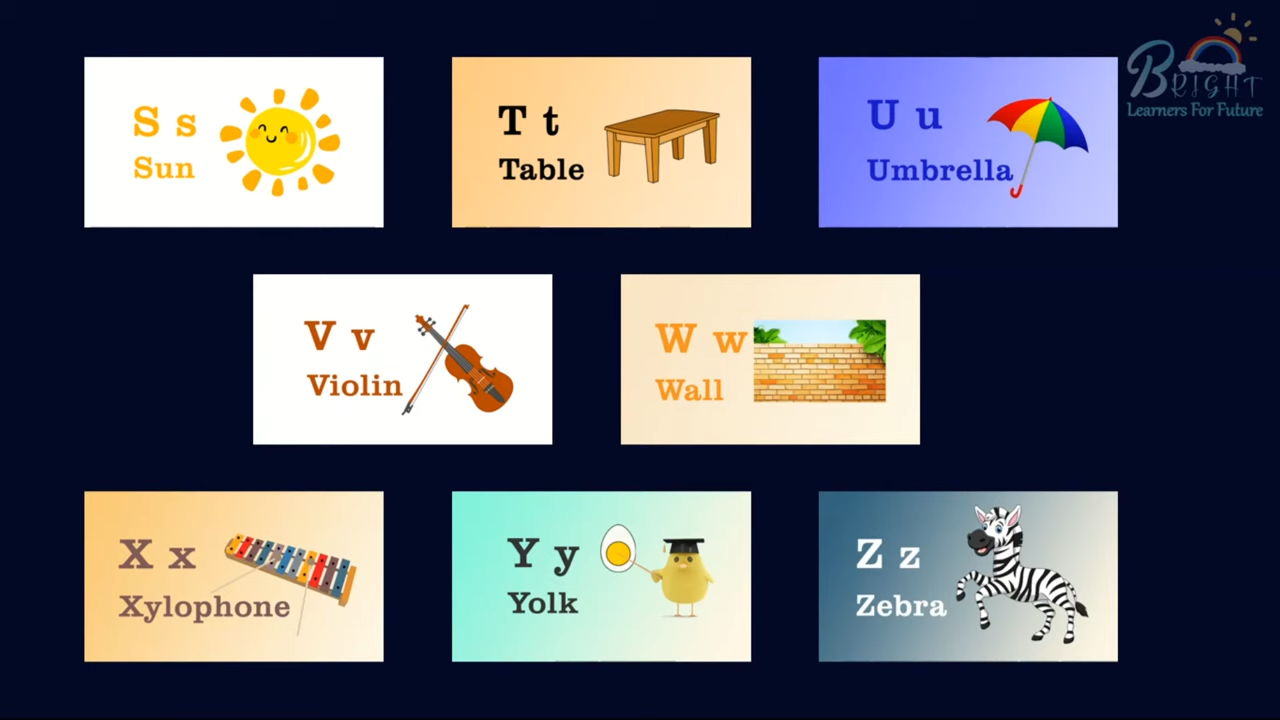 S s
Sun
T t
Table
U u
Umbrella
BRIGHT
Learners For Future
V v
Violin
W w
Wall
X x
Xylophone
Y y
Yolk
Z z
Zebra